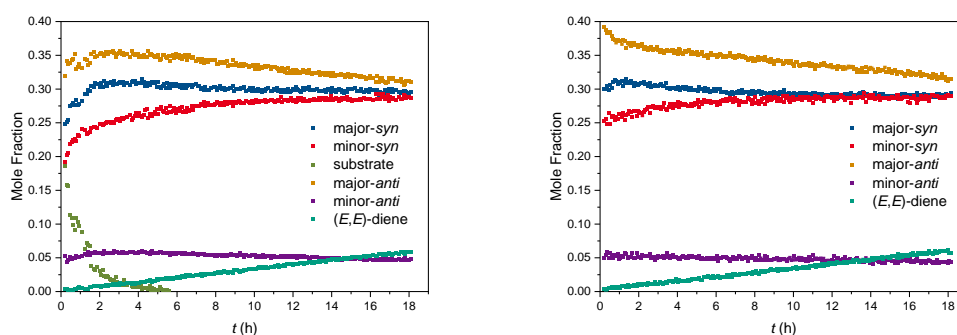 0.40
0.35
0.30
0.25
0.20
0.15
0.10
0.05
0.00
Mole Fraction
major-syn
minor-syn
substrate
major-anti
minor-anti
(E,E)-diene
0 2 4 6 8 10 12 14 16 18
t (h)
0.40
0.35
0.30
0.25
0.20
0.15
0.10
0.05
0.00
Mole Fraction
major-syn
minor-syn
major-anti
minor-anti
(E,E)-diene
0 2 4 6 8 10 12 14 16 18
t (h)